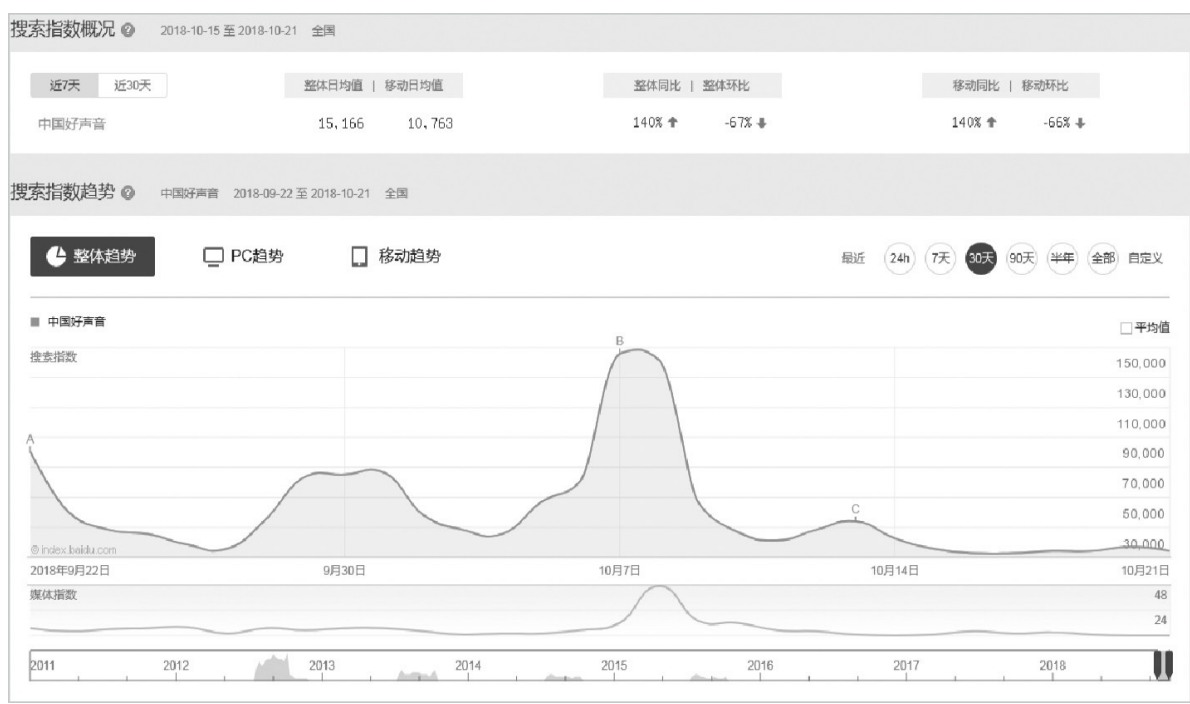 搜索指数概况 2018-10-15 至 2018-10-21 全国
近7天 近30天 整体日均值 | 移动日均值 整体同比 | 整体环比 移动同比 | 移动环比
中国好声音 15,166 10,763 140% -67% 140% -66%
搜索指数趋势 中国好声音 2018-09-22 至 2018-10-21 全国
整体趋势 PC趋势 移动趋势 最近 24h 7天 30天 90天 半年 全部 自定义
中国好声音 平均值
搜索指数
A B C
150,000
130,000
110,000
90,000
70,000
50,000
30,000
© index.baidu.com
2018年9月22日 9月30日 10月7日 10月14日 10月21日
媒体指数 48
24
2011 2012 2013 2014 2015 2016 2017 2018